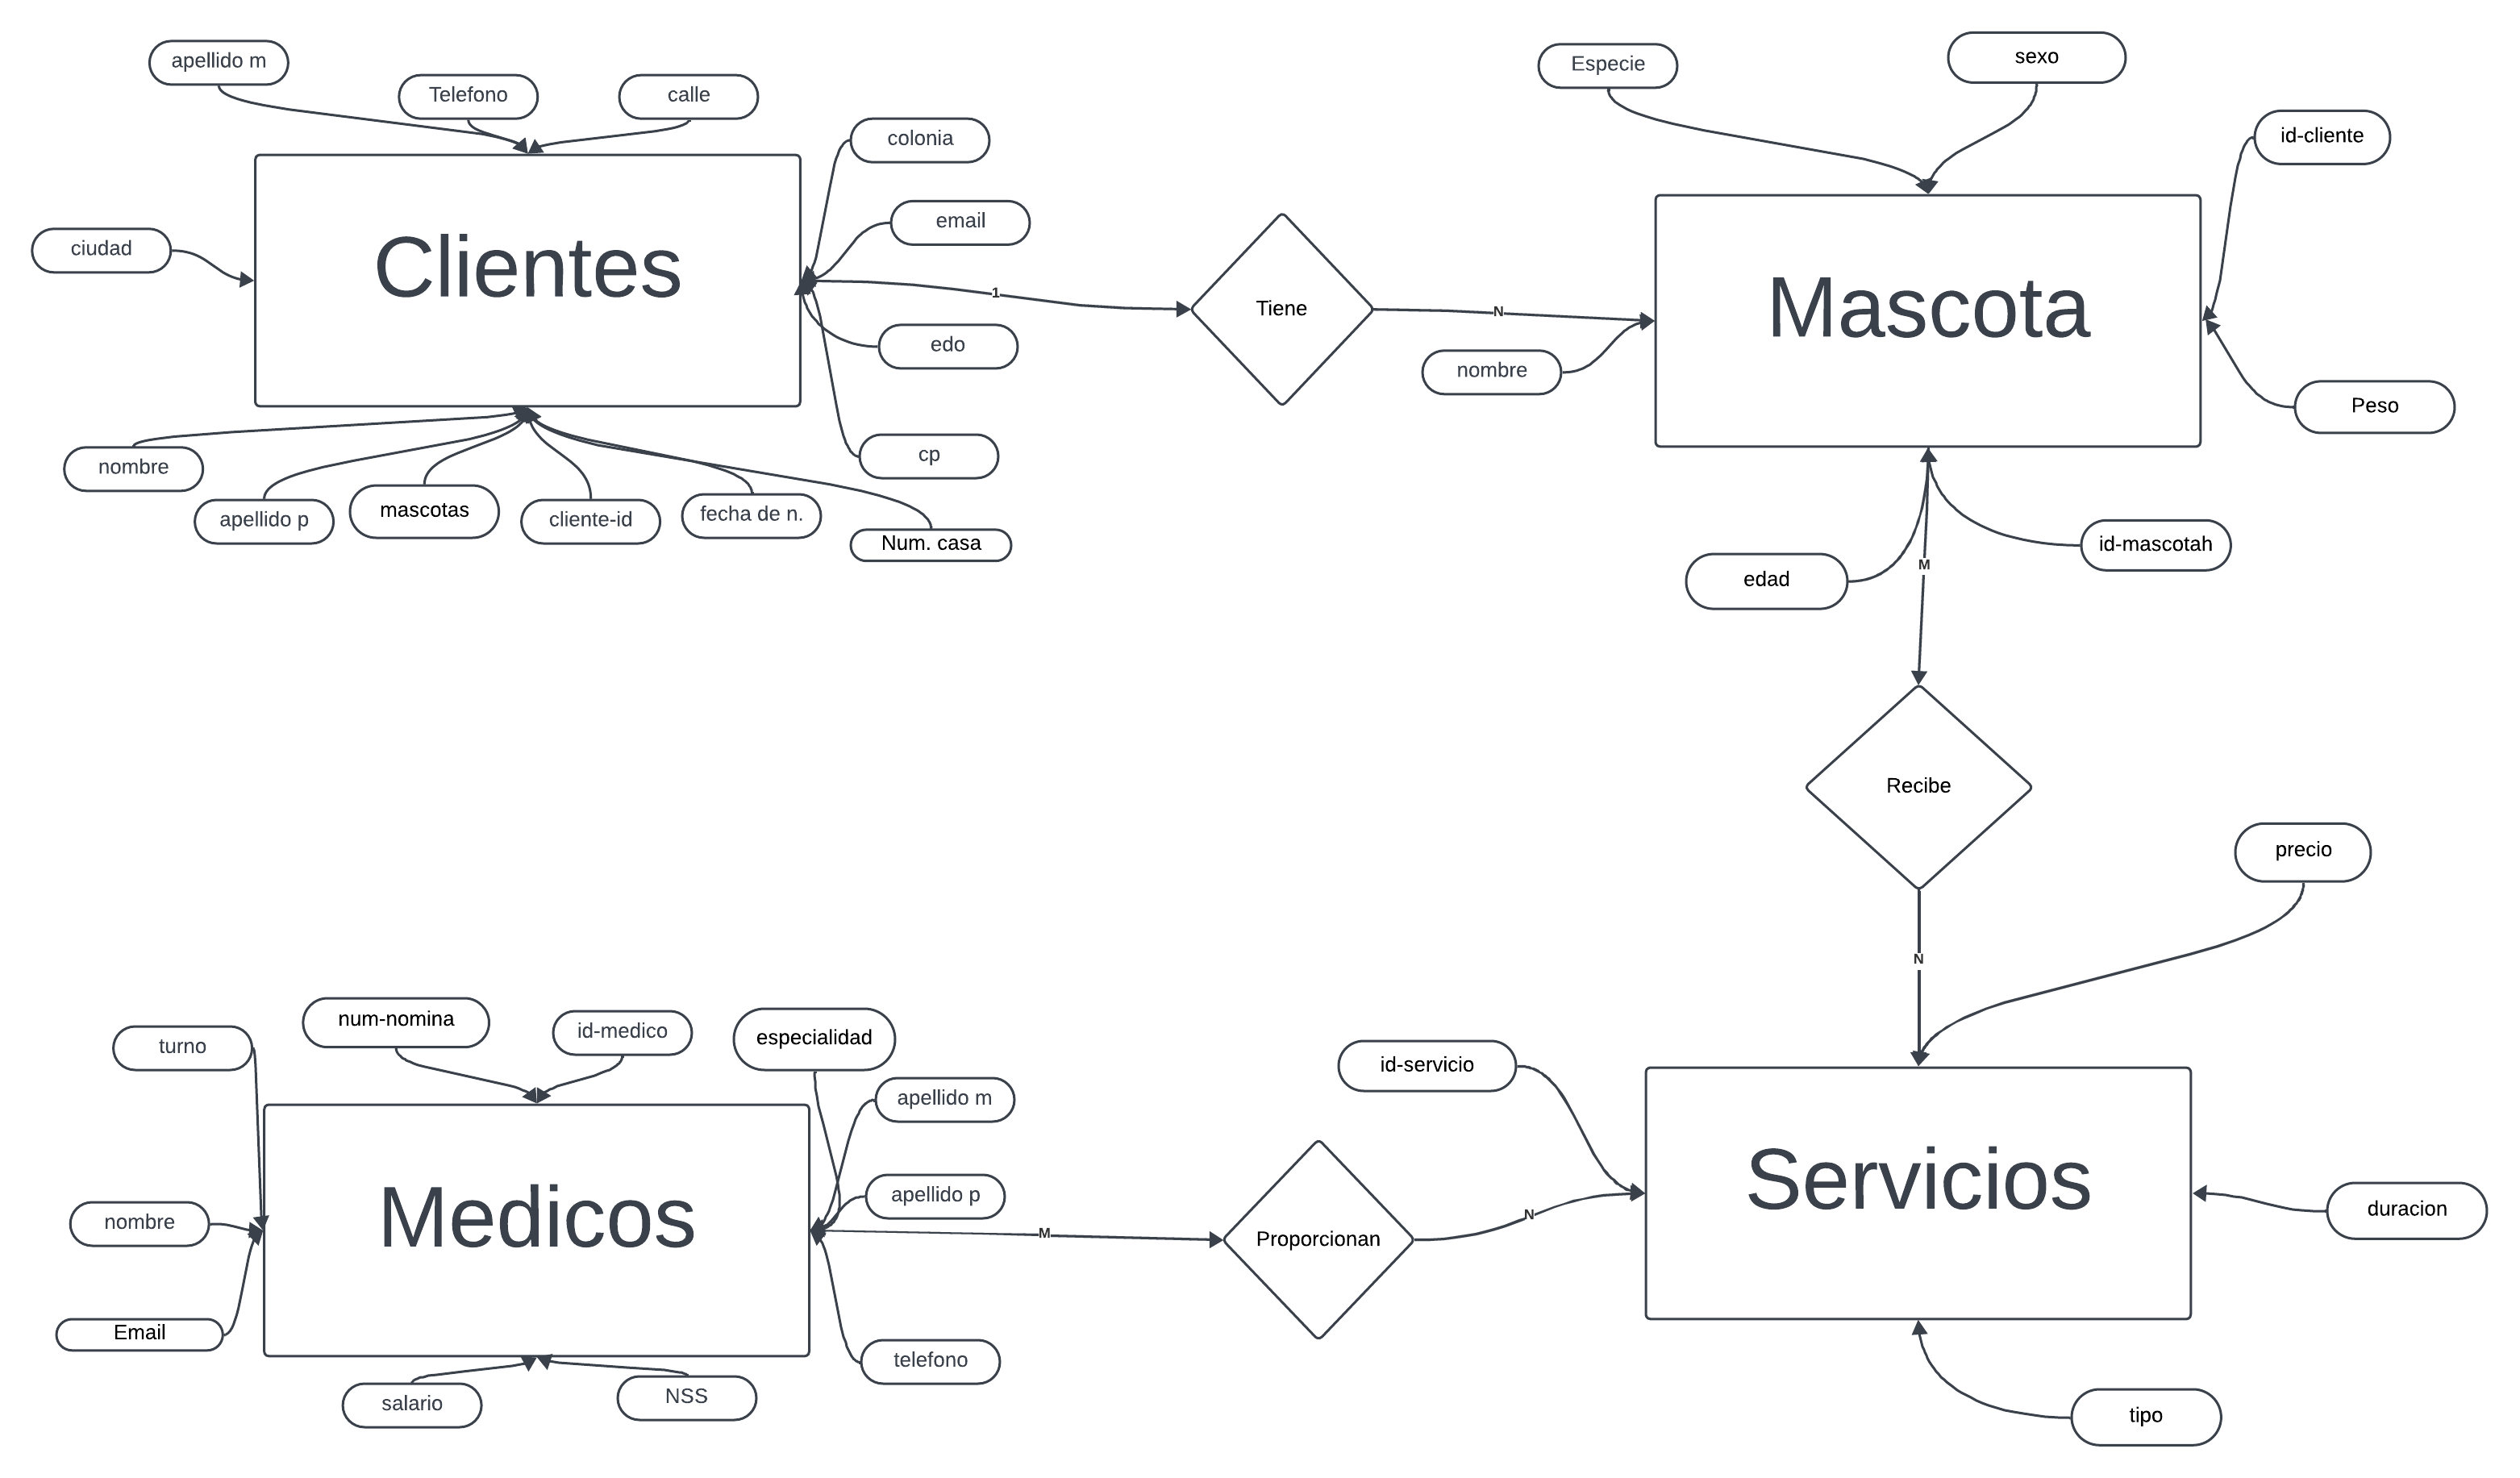 apellido m
Telefono
calle
colonia
email
ciudad
Clientes
1
edo
cp
nombre
apellido p
mascotas
cliente-id
fecha de n.
Num. casa
Tiene
N
Especie
sexo
id-cliente
Mascota
nombre
Peso
edad
M
id-mascotah
Recibe
N
precio
turno
num-nomina
id-medico
especialidad
apellido m
apellido p
nombre
Medicos
M
Email
salario
NSS
telefono
Proporcionan
N
id-servicio
Servicios
duracion
tipo